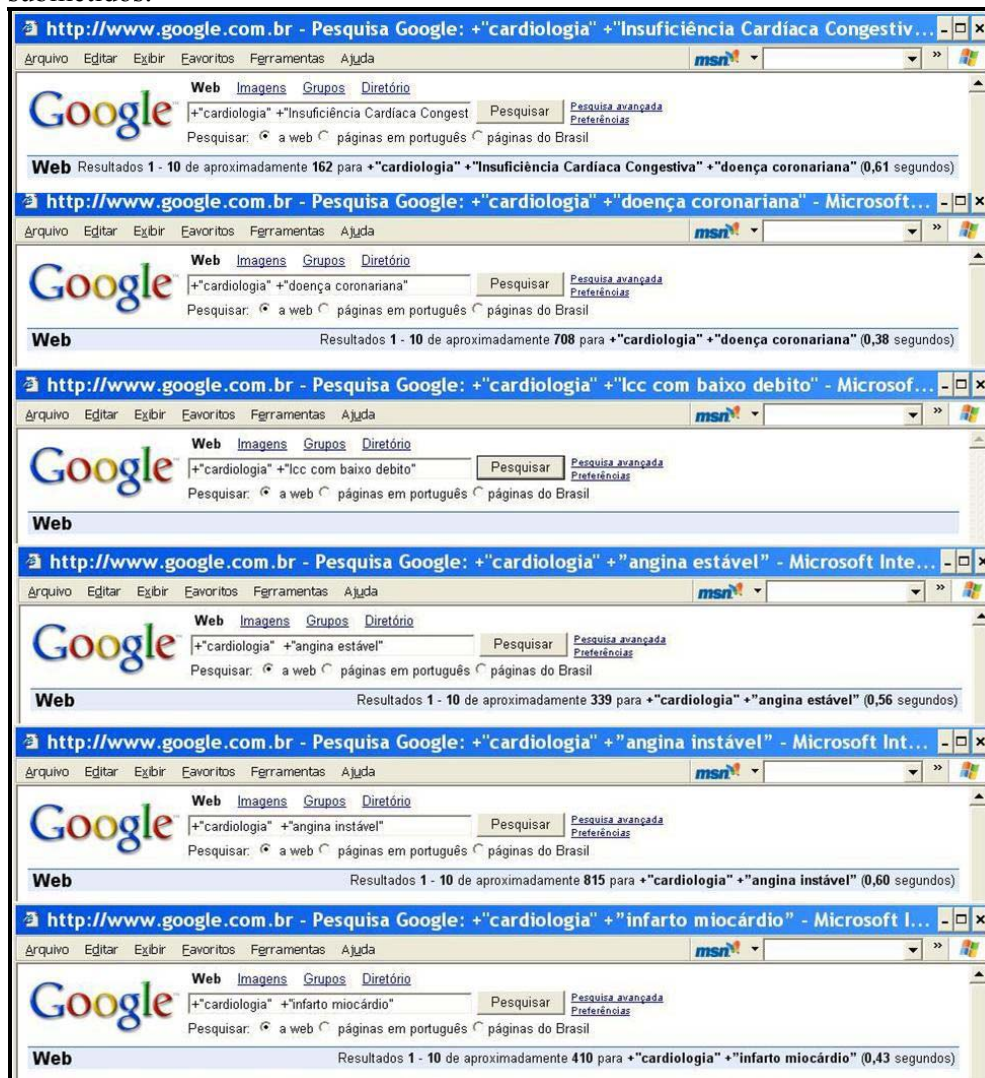 submetidos.
http://www.google.com.br - Pesquisa Google: +"cardiologia" +"Insuficiência Cardíaca Congestiv...
Arquivo Editar Exibir Favoritos Ferramentas Ajuda msn »
Web Imagens Grupos Diretório
Google +"cardiologia" +"Insuficiência Cardíaca Congest Pesquisar Pesquisa avançada
Preferências
Pesquisar: a web páginas em português páginas do Brasil
Web Resultados 1 - 10 de aproximadamente 162 para +"cardiologia" +"Insuficiência Cardíaca Congestiva" +"doença coronariana" (0,61 segundos)
http://www.google.com.br - Pesquisa Google: +"cardiologia" +"doença coronariana" - Microsoft...
Arquivo Editar Exibir Favoritos Ferramentas Ajuda msn »
Web Imagens Grupos Diretório
Google +"cardiologia" +"doença coronariana" Pesquisar Pesquisa avançada
Preferências
Pesquisar: a web páginas em português páginas do Brasil
Web Resultados 1 - 10 de aproximadamente 708 para +"cardiologia" +"doença coronariana" (0,38 segundos)
http://www.google.com.br - Pesquisa Google: +"cardiologia" +"Icc com baixo debito" - Microsof...
Arquivo Editar Exibir Favoritos Ferramentas Ajuda msn »
Web Imagens Grupos Diretório
Google +"cardiologia" +"Icc com baixo debito" Pesquisar Pesquisa avançada
Preferências
Pesquisar: a web páginas em português páginas do Brasil
Web
http://www.google.com.br - Pesquisa Google: +"cardiologia" +”angina estável” - Microsoft Inte...
Arquivo Editar Exibir Favoritos Ferramentas Ajuda msn »
Web Imagens Grupos Diretório
Google +"cardiologia" +"angina estável" Pesquisar Pesquisa avançada
Preferências
Pesquisar: a web páginas em português páginas do Brasil
Web Resultados 1 - 10 de aproximadamente 339 para +"cardiologia" +"angina estável" (0,56 segundos)
http://www.google.com.br - Pesquisa Google: +"cardiologia" +”angina instável” - Microsoft Int...
Arquivo Editar Exibir Favoritos Ferramentas Ajuda msn »
Web Imagens Grupos Diretório
Google +"cardiologia" +"angina instável" Pesquisar Pesquisa avançada
Preferências
Pesquisar: a web páginas em português páginas do Brasil
Web Resultados 1 - 10 de aproximadamente 815 para +"cardiologia" +"angina instável" (0,60 segundos)
http://www.google.com.br - Pesquisa Google: +"cardiologia" +”infarto miocárdio” - Microsoft I...
Arquivo Editar Exibir Favoritos Ferramentas Ajuda msn »
Web Imagens Grupos Diretório
Google +"cardiologia" +"infarto miocárdio" Pesquisar Pesquisa avançada
Preferências
Pesquisar: a web páginas em português páginas do Brasil
Web Resultados 1 - 10 de aproximadamente 410 para +"cardiologia" +"infarto miocárdio" (0,43 segundos)